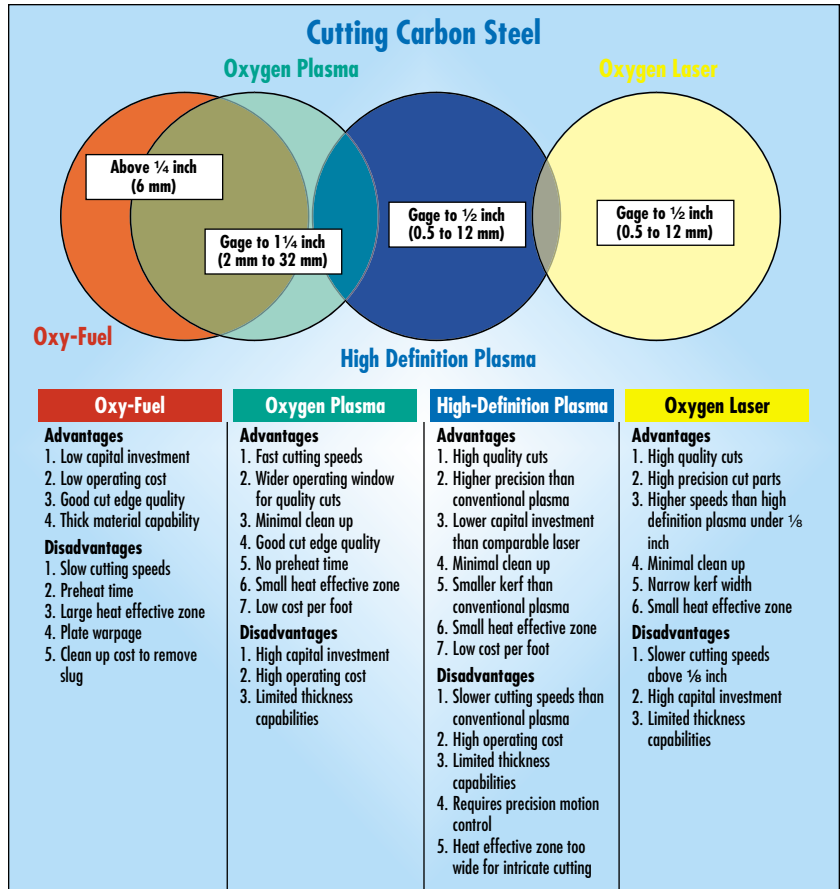 Cutting Carbon Steel
Oxygen Plasma
Oxygen Laser
Above ¼ inch
(6 mm)
Gage to 1¼ inch
(2 mm to 32 mm)
Gage to ½ inch
(0.5 to 12 mm)
Gage to ½ inch
(0.5 to 12 mm)
Oxy-Fuel
High Definition Plasma
Oxy-Fuel
Advantages
1. Low capital investment
2. Low operating cost
3. Good cut edge quality
4. Thick material capability
Disadvantages
1. Slow cutting speeds
2. Preheat time
3. Large heat effective zone
4. Plate warpage
5. Clean up cost to remove
slug
Oxygen Plasma
Advantages
1. Fast cutting speeds
2. Wider operating window
for quality cuts
3. Minimal clean up
4. Good cut edge quality
5. No preheat time
6. Small heat effective zone
7. Low cost per foot
Disadvantages
1. High capital investment
2. High operating cost
3. Limited thickness
capabilities
High-Definition Plasma
Advantages
1. High quality cuts
2. Higher precision than
conventional plasma
3. Lower capital investment
than comparable laser
4. Minimal clean up
5. Smaller kerf than
conventional plasma
6. Small heat effective zone
7. Low cost per foot
Disadvantages
1. Slower cutting speeds than
conventional plasma
2. High operating cost
3. Limited thickness
capabilities
4. Requires precision motion
control
5. Heat effective zone too
wide for intricate cutting
Oxygen Laser
Advantages
1. High quality cuts
2. High precision cut parts
3. Higher speeds than high
definition plasma under ⅛
inch
4. Minimal clean up
5. Narrow kerf width
6. Small heat effective zone
Disadvantages
1. Slower cutting speeds
above ⅛ inch
2. High capital investment
3. Limited thickness
capabilities